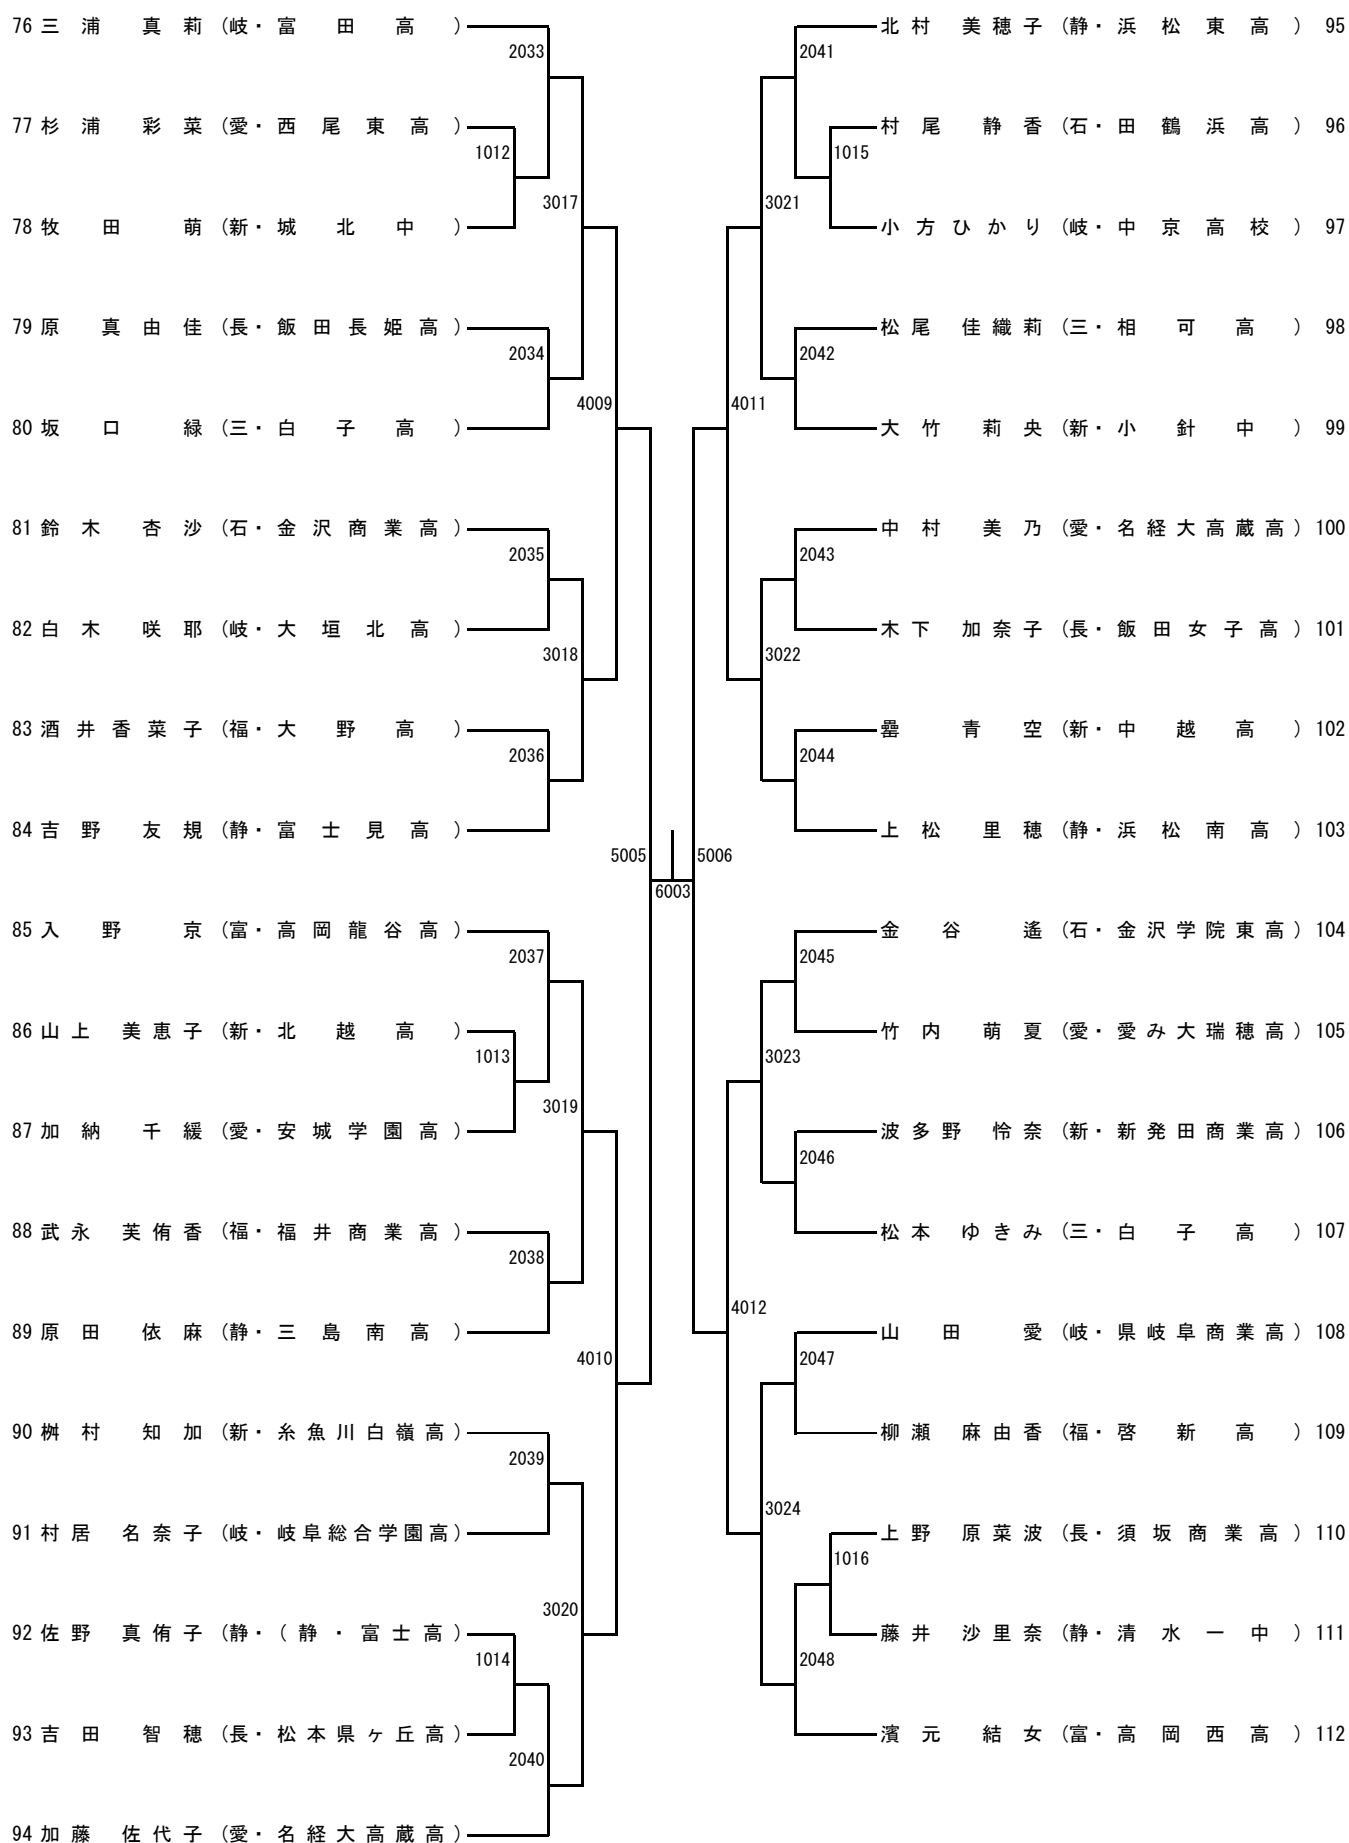 76 三浦 真莉 (岐・富田高)
2033
77 杉浦 彩菜 (愛・西尾東高)
1012
78 牧田 萌 (新・城北中)
3017
79 原 真由佳 (長・飯田長姫高)
2034
80 坂口 緑 (三・白子高)
4009
81 鈴木 杏沙 (石・金沢商業高)
2035
82 白木 咲耶 (岐・大垣北高)
3018
83 酒井香菜子 (福・大野高)
2036
84 吉野 友規 (静・富士見高)
5005
85 入野 京 (富・高岡龍谷高)
2037
86 山上 美恵子 (新・北越高)
1013
87 加納 千緩 (愛・安城学園高)
3019
88 武永 芙侑香 (福・福井商業高)
2038
89 原田 依麻 (静・三島南高)
4010
90 桝村 知加 (新・糸魚川白嶺高)
2039
91 村居 名奈子 (岐・岐阜総合学園高)
3020
92 佐野 真侑子 (静・(静・富士高)
1014
93 吉田 智穂 (長・松本県ヶ丘高)
2040
94 加藤 佐代子 (愛・名経大高蔵高)
6003
北村 美穂子 (静・浜松東高) 95
2041
村尾 静香 (石・田鶴浜高) 96
1015
小方ひかり (岐・中京高校) 97
3021
松尾 佳織莉 (三・相可高) 98
2042
大竹 莉央 (新・小針中) 99
4011
中村 美乃 (愛・名経大高蔵高) 100
2043
木下 加奈子 (長・飯田女子高) 101
3022
罍 青空 (新・中越高) 102
2044
上松 里穂 (静・浜松南高) 103
5006
金谷 遙 (石・金沢学院東高) 104
2045
竹内 萌夏 (愛・愛み大瑞穂高) 105
3023
波多野 怜奈 (新・新発田商業高) 106
2046
松本 ゆきみ (三・白子高) 107
4012
山田 愛 (岐・県岐阜商業高) 108
2047
柳瀬 麻由香 (福・啓新高) 109
3024
上野 原菜波 (長・須坂商業高) 110
1016
藤井 沙里奈 (静・清水一中) 111
2048
濱元 結女 (富・高岡西高) 112